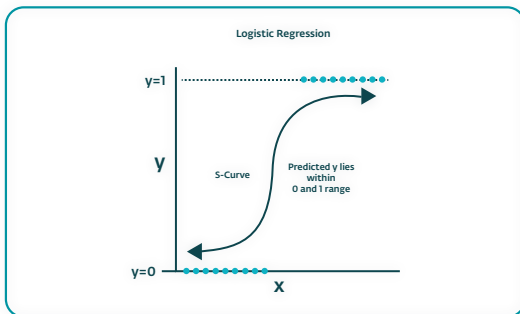 Logistic Regression
y=1
y
S-Curve
Predicted y lies
within
0 and 1 range
y=0
X